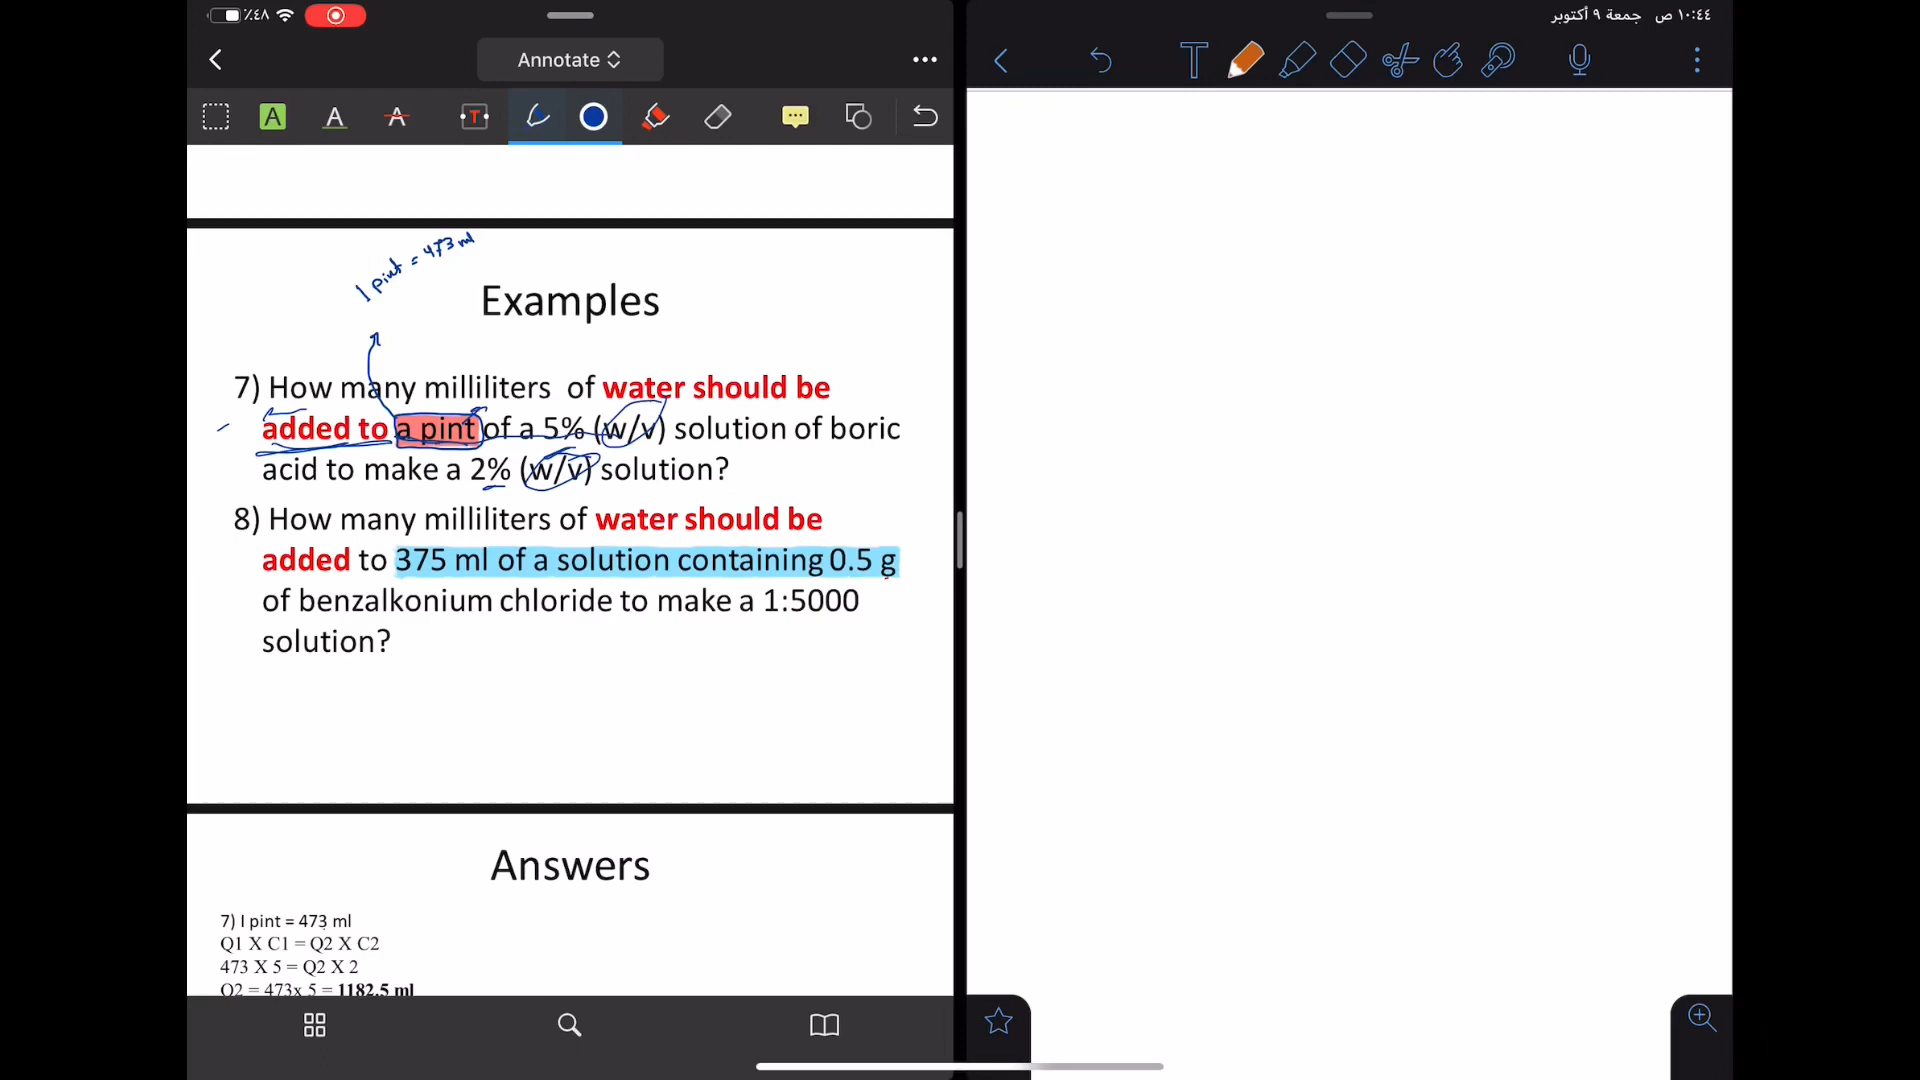 ٪٤٨
١٠:٤٤ ص جمعة ٩ أكتوبر
Annotate
A A A T
T
1 pint = 473 ml
Examples
7) How many milliliters of water should be
added to a pint of a 5% (w/v) solution of boric
acid to make a 2% (w/v) solution?
8) How many milliliters of water should be
added to 375 ml of a solution containing 0.5 g
of benzalkonium chloride to make a 1:5000
solution?
Answers
7) I pint = 473 ml
Q1 X C1 = Q2 X C2
473 X 5 = Q2 X 2
Q2 = 473x 5 = 1182.5 ml